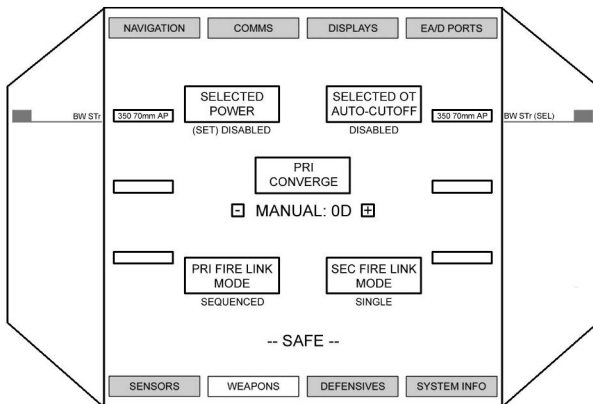 NAVIGATION COMMS DISPLAYS EA/D PORTS
SELECTED POWER
(SET) DISABLED
SELECTED OT AUTO-CUTOFF
DISABLED
BW STr 350 70mm AP 350 70mm AP BW STr (SEL)
PRI CONVERGE
- MANUAL: 0D +
PRI FIRE LINK MODE
SEQUENCED
SEC FIRE LINK MODE
SINGLE
-- SAFE --
SENSORS WEAPONS DEFENSIVES SYSTEM INFO